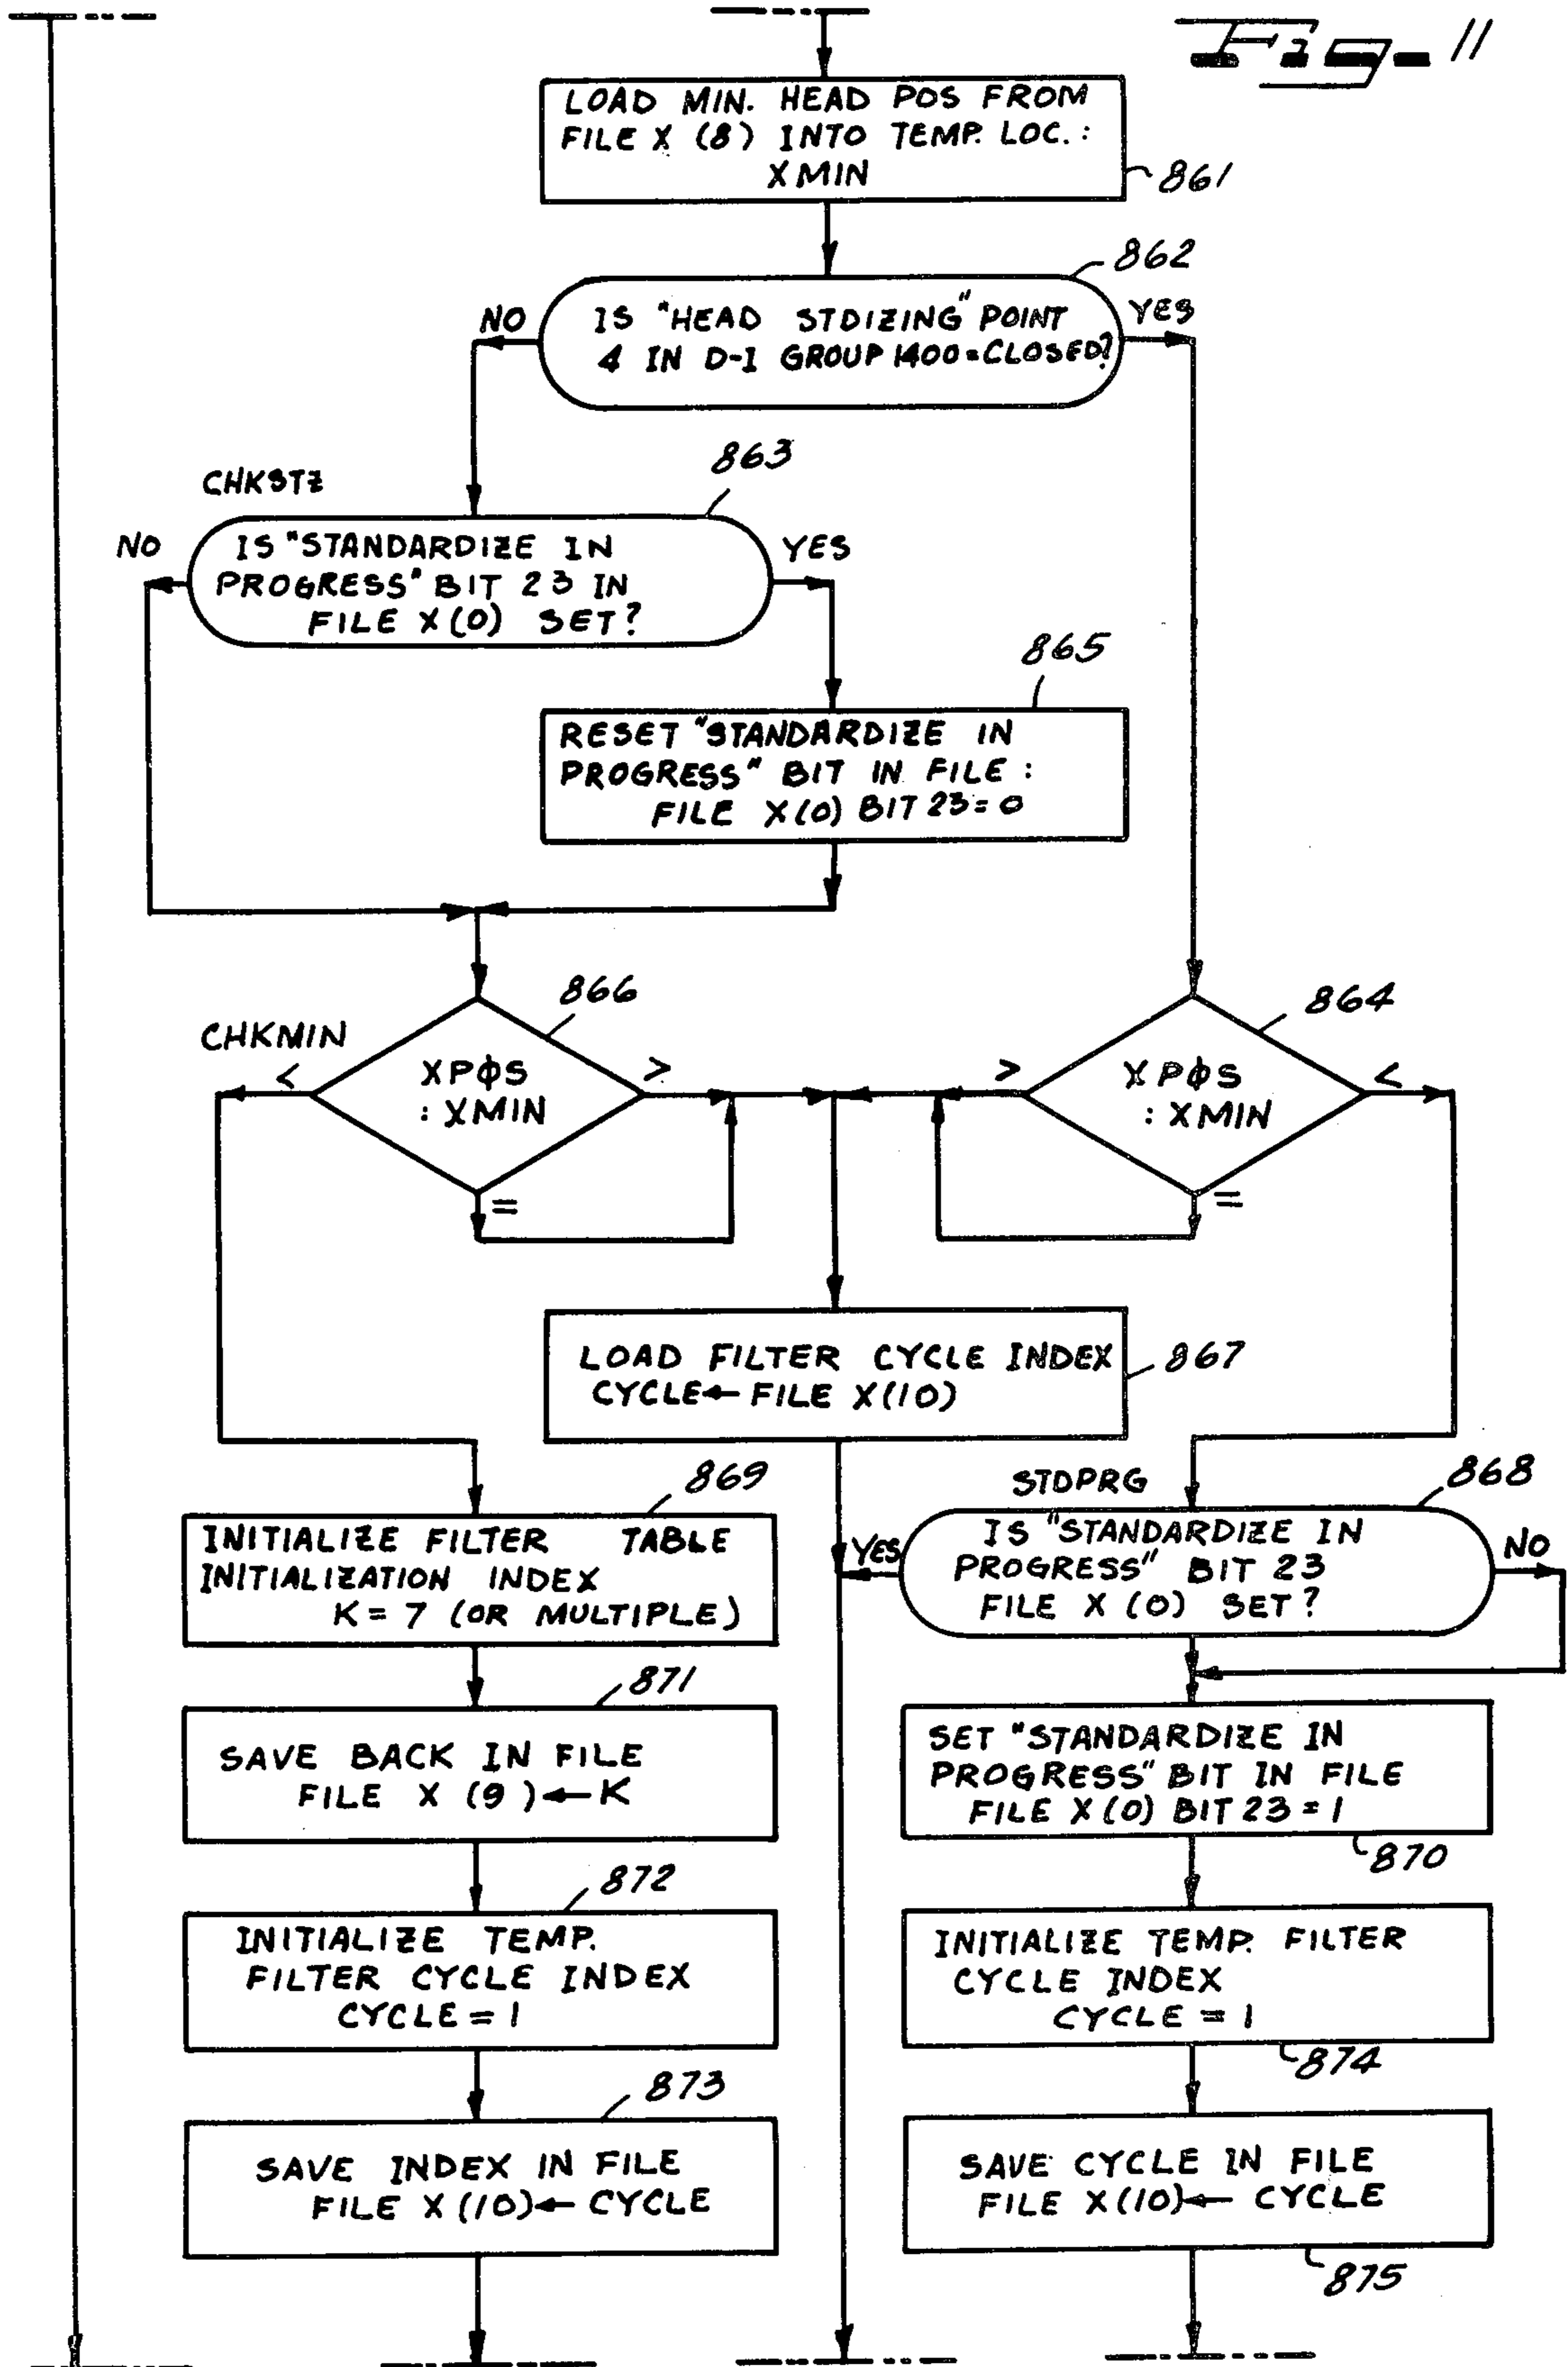 Fig-11
LOAD MIN. HEAD POS FROM
FILE X (8) INTO TEMP. LOC. :
XMIN
861
862
NO
IS "HEAD STDIZING" POINT
4 IN D-I GROUP 1400=CLOSED?
YES
863
CHKSTZ
NO
IS "STANDARDIZE IN
PROGRESS" BIT 23 IN
FILE X(0) SET?
YES
865
RESET "STANDARDIZE IN
PROGRESS" BIT IN FILE :
FILE X(0) BIT 23=0
866
864
CHKMIN
<
XPΦS
: XMIN
>
=
>
XPΦS
: XMIN
<
=
LOAD FILTER CYCLE INDEX
CYCLE← FILE X(10)
867
869
STDPRG
868
INITIALIZE FILTER TABLE
INITIALIZATION INDEX
K = 7 (OR MULTIPLE)
YES
IS "STANDARDIZE IN
PROGRESS" BIT 23
FILE X (0) SET?
NO
871
SAVE BACK IN FILE
FILE X (9)← K
SET "STANDARDIZE IN
PROGRESS" BIT IN FILE
FILE X(0) BIT 23 = 1
870
872
INITIALIZE TEMP.
FILTER CYCLE INDEX
CYCLE = 1
INITIALIZE TEMP. FILTER
CYCLE INDEX
CYCLE = 1
874
873
SAVE INDEX IN FILE
FILE X (10)← CYCLE
SAVE CYCLE IN FILE
FILE X(10)← CYCLE
875